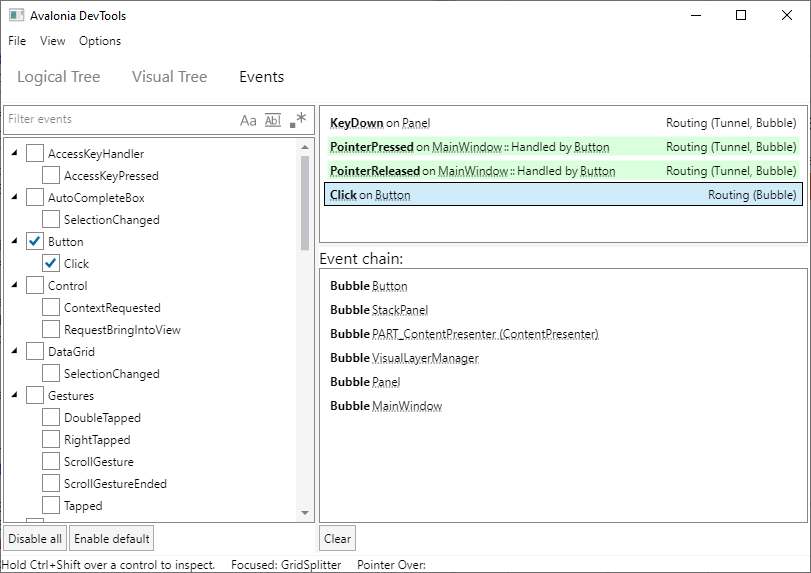 Avalonia DevTools
File View Options
Logical Tree Visual Tree Events
Filter events Aa Abl .*
AccessKeyHandler
AccessKeyPressed
AutoCompleteBox
SelectionChanged
Button
Click
Control
ContextRequested
RequestBringIntoView
DataGrid
SelectionChanged
Gestures
DoubleTapped
RightTapped
ScrollGesture
ScrollGestureEnded
Tapped
Disable all Enable default
KeyDown on Panel Routing (Tunnel, Bubble)
PointerPressed on MainWindow :: Handled by Button Routing (Tunnel, Bubble)
PointerReleased on MainWindow :: Handled by Button Routing (Tunnel, Bubble)
Click on Button Routing (Bubble)
Event chain:
Bubble Button
Bubble StackPanel
Bubble PART_ContentPresenter (ContentPresenter)
Bubble VisualLayerManager
Bubble Panel
Bubble MainWindow
Clear
Hold Ctrl+Shift over a control to inspect. Focused: GridSplitter Pointer Over: